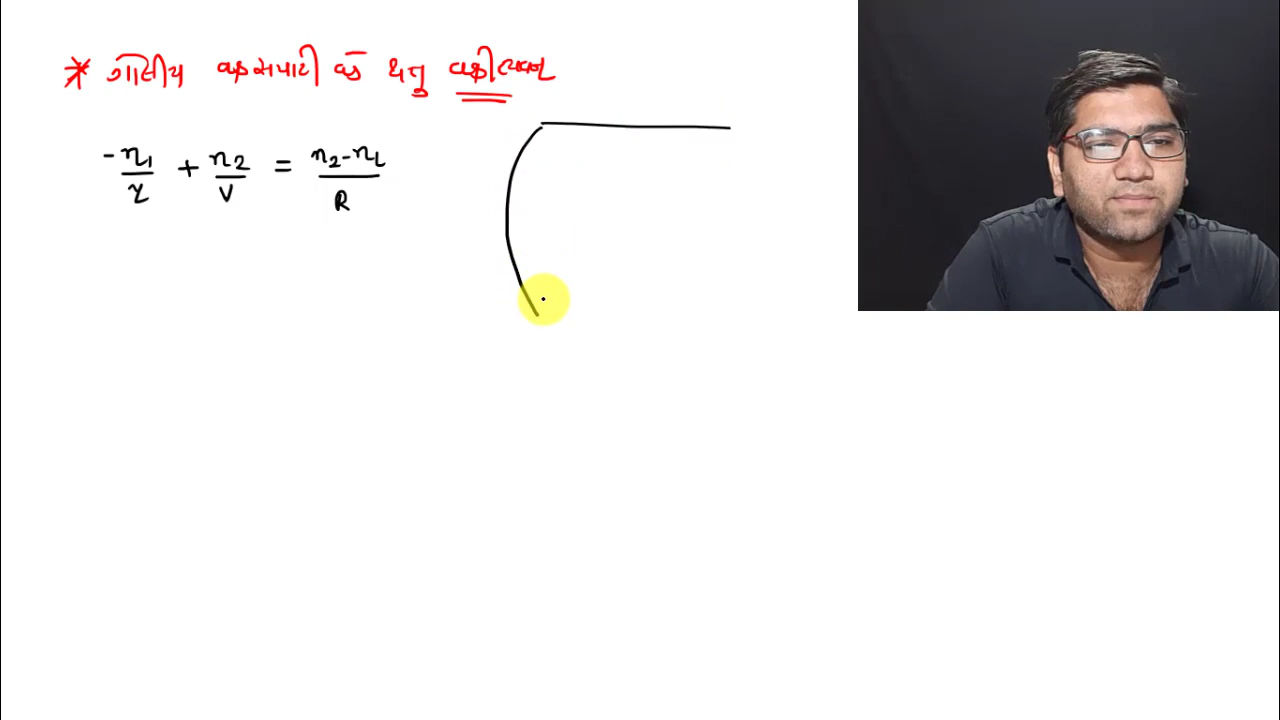 * ગોલીય વક્રસપાટી વડે થતુ વક્રીભવન
-n1/u + n2/v = n2-n1/R